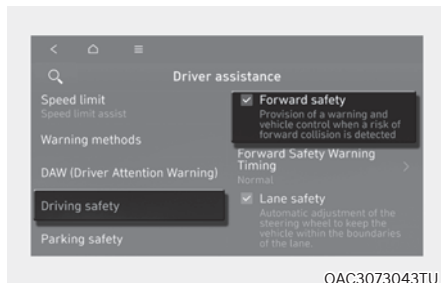 Driver assistance
Speed limit
Speed limit assist
Warning methods
DAW (Driver Attention Warning)
Driving safety
Parking safety
Forward safety
Provision of a warning and
vehicle control when a risk of
forward collision is detected
Forward Safety Warning
Timing
Normal
Lane safety
Automatic adjustment of the
steering wheel to keep the
vehicle within the boundaries
of the lane.
OAC3073043TU